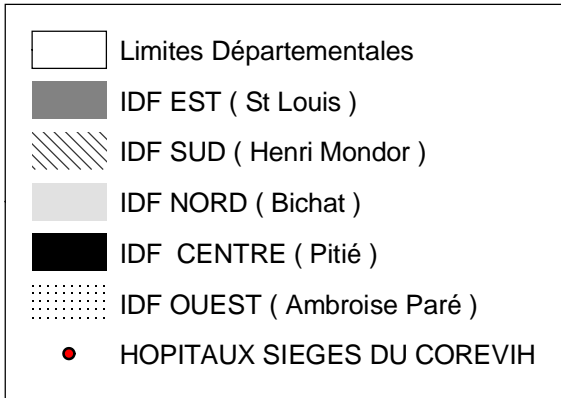 Limites Départementales
IDF EST ( St Louis )
IDF SUD ( Henri Mondor )
IDF NORD ( Bichat )
IDF CENTRE ( Pitié )
IDF OUEST ( Ambroise Paré )
HOPITAUX SIEGES DU COREVIH